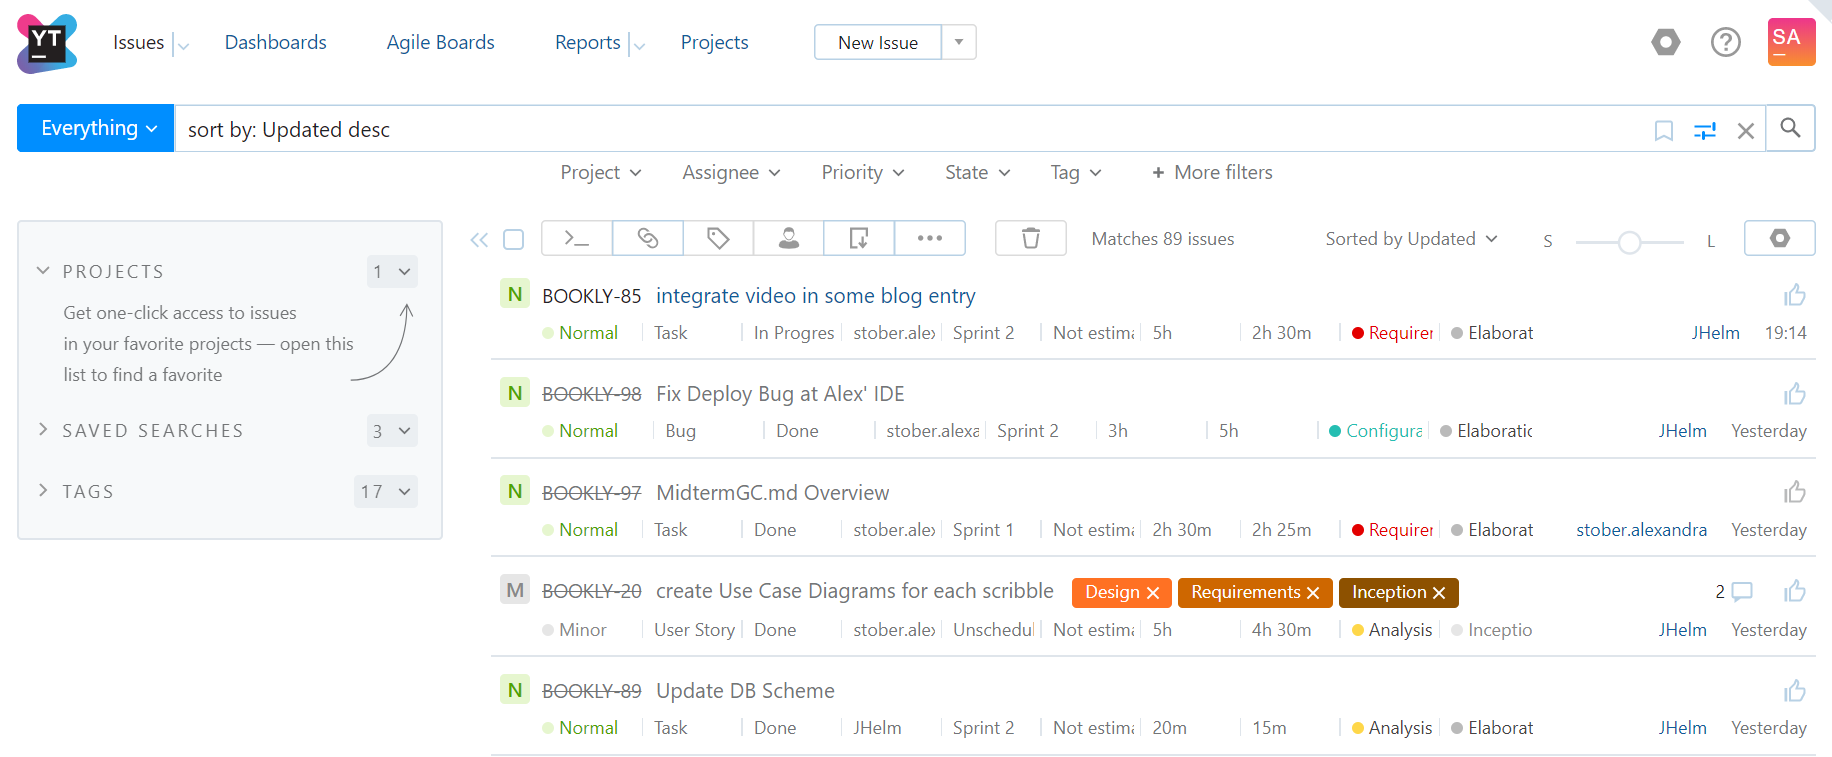 YT
Issues Dashboards Agile Boards Reports Projects New Issue SA
Everything sort by: Updated desc
Project Assignee Priority State Tag + More filters
PROJECTS 1
Get one-click access to issues
in your favorite projects — open this
list to find a favorite
SAVED SEARCHES 3
TAGS 17
Matches 89 issues Sorted by Updated S L
N BOOKLY-85 integrate video in some blog entry
Normal Task In Progres stober.alex Sprint 2 Not estima 5h 2h 30m Requirer Elaborat JHelm 19:14
N BOOKLY-98 Fix Deploy Bug at Alex' IDE
Normal Bug Done stober.alexa Sprint 2 3h 5h Configura Elaboratic JHelm Yesterday
N BOOKLY-97 MidtermGC.md Overview
Normal Task Done stober.alex Sprint 1 Not estima 2h 30m 2h 25m Requirer Elaborat stober.alexandra Yesterday
M BOOKLY-20 create Use Case Diagrams for each scribble Design Requirements Inception 2
Minor User Story Done stober.alex Unschedul Not estima 5h 4h 30m Analysis Inceptio JHelm Yesterday
N BOOKLY-89 Update DB Scheme
Normal Task Done JHelm Sprint 2 Not estima 20m 15m Analysis Elaborat JHelm Yesterday